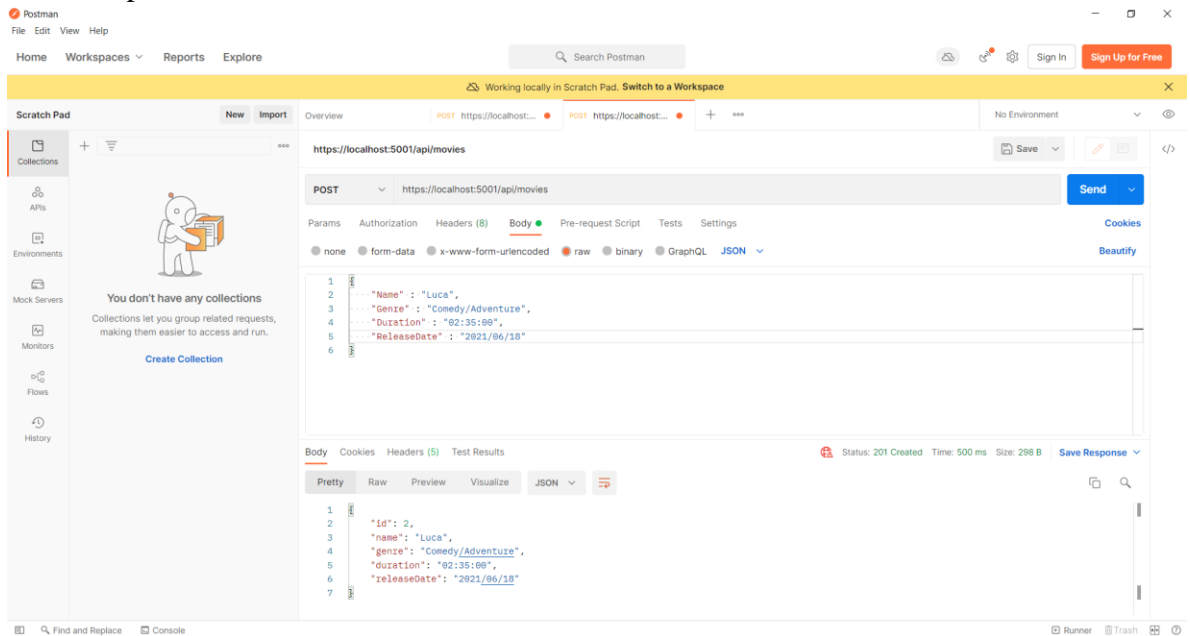 Postman
File Edit View Help
Home Workspaces Reports Explore Search Postman Sign In Sign Up for Free
Working locally in Scratch Pad. Switch to a Workspace
Scratch Pad New Import Overview POST https://localhost:... POST https://localhost:... No Environment
Collections
APIs
Environments
Mock Servers
Monitors
Flows
History
You don't have any collections
Collections let you group related requests,
making them easier to access and run.
Create Collection
https://localhost:5001/api/movies Save
POST https://localhost:5001/api/movies Send
Params Authorization Headers (8) Body Pre-request Script Tests Settings Cookies
none form-data x-www-form-urlencoded raw binary GraphQL JSON Beautify
1 {
2 "Name" : "Luca",
3 "Genre" : "Comedy/Adventure",
4 "Duration" : "02:35:00",
5 "ReleaseDate" : "2021/06/18"
6 }
Body Cookies Headers (5) Test Results Status: 201 Created Time: 500 ms Size: 298 B Save Response
Pretty Raw Preview Visualize JSON
1 {
2 "id": 2,
3 "name": "Luca",
4 "genre": "Comedy/Adventure",
5 "duration": "02:35:00",
6 "releaseDate": "2021/06/18"
7 }
Find and Replace Console Runner Trash